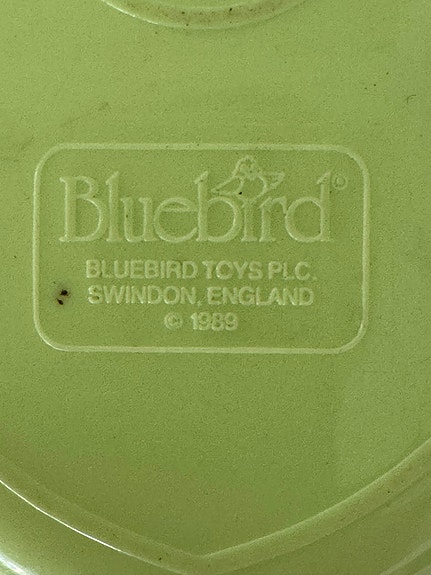 Bluebird®
BLUEBIRD TOYS PLC.
SWINDON, ENGLAND
© 1989